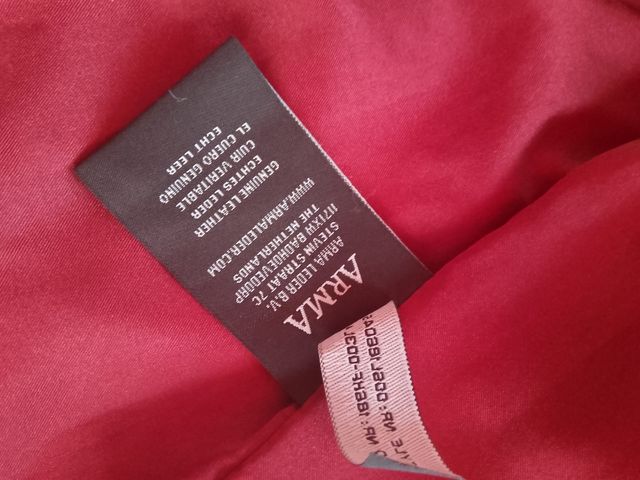 ARMA
ARMA LEDER B.V.
STEVIN STRAAT 7C
1171XW BADHOEVEDORP
THE NETHERLANDS
WWW.ARMALEDER.COM
GENUINE LEATHER
ECHTES LEDER
CUIR VERITABLE
EL CUERO GENUINO
ECHT LEER